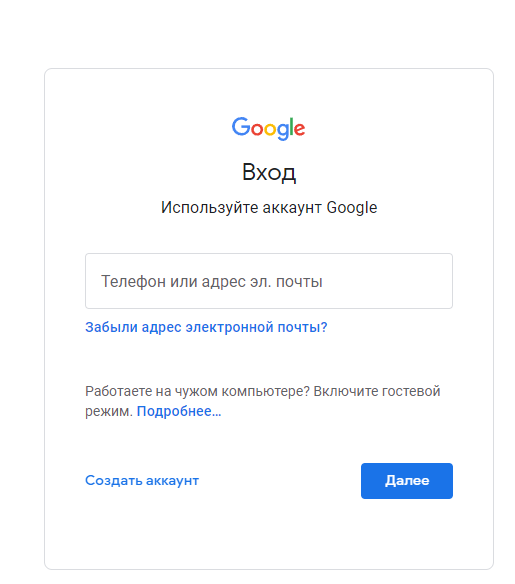 Google
Вход
Используйте аккаунт Google
Телефон или адрес эл. почты
Забыли адрес электронной почты?
Работаете на чужом компьютере? Включите гостевой
режим. Подробнее...
Создать аккаунт
Далее